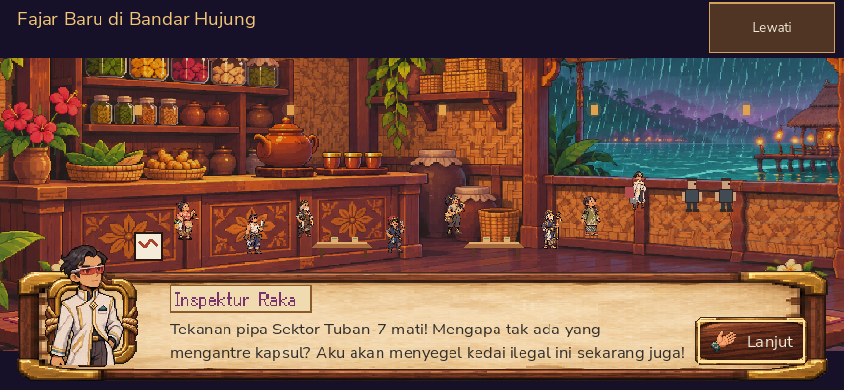 Fajar Baru di Bandar Hujung
Lewati
Inspektur Raka
Tekanan pipa Sektor Tuban-7 mati! Mengapa tak ada yang
mengantre kapsul? Aku akan menyegel kedai ilegal ini sekarang juga!
Lanjut